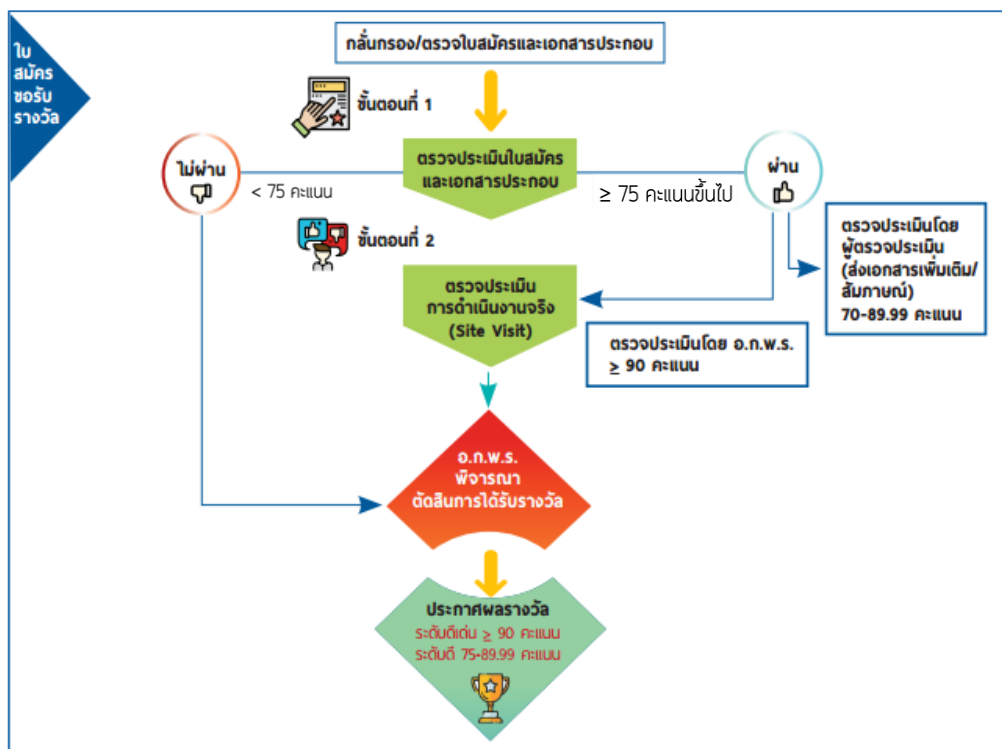 ใบ
สมัคร
ขอรับ
รางวัล
กลั่นกรอง/ตรวจใบสมัครและเอกสารประกอบ
ขั้นตอนที่ 1
ตรวจประเมินใบสมัคร
และเอกสารประกอบ
ไม่ผ่าน
< 75 คะแนน
≥ 75 คะแนนขึ้นไป
ผ่าน
ขั้นตอนที่ 2
ตรวจประเมินโดย
ผู้ตรวจประเมิน
(ส่งเอกสารเพิ่มเติม/
สัมภาษณ์)
70-89.99 คะแนน
ตรวจประเมิน
การดำเนินงานจริง
(Site Visit)
ตรวจประเมินโดย อ.ก.พ.ร.
≥ 90 คะแนน
อ.ก.พ.ร.
พิจารณา
ตัดสินการได้รับรางวัล
ประกาศผลรางวัล
ระดับดีเด่น ≥ 90 คะแนน
ระดับดี 75-89.99 คะแนน